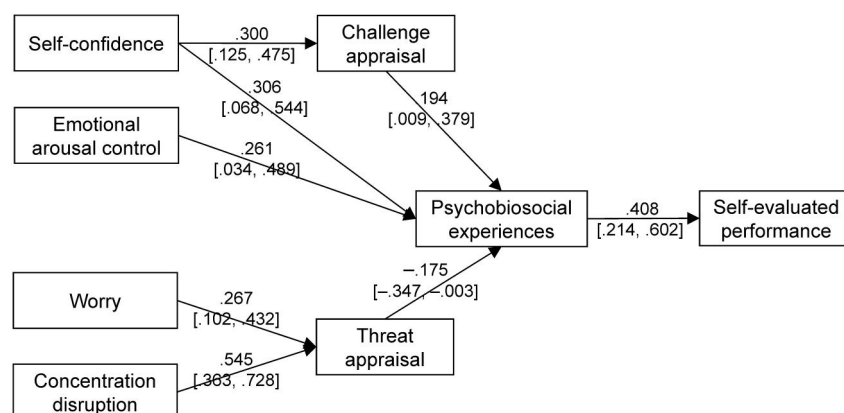 Self-confidence
.300
[.125, .475]
Challenge
appraisal
.306
[.068, .544]
194
[.009, .379]
Emotional
arousal control
.261
[.034, .489]
Psychobiosocial
experiences
.408
[.214, .602]
Self-evaluated
performance
–.175
[–.347, –.003]
Worry
.267
[.102, .432]
Threat
appraisal
.545
[.363, .728]
Concentration
disruption